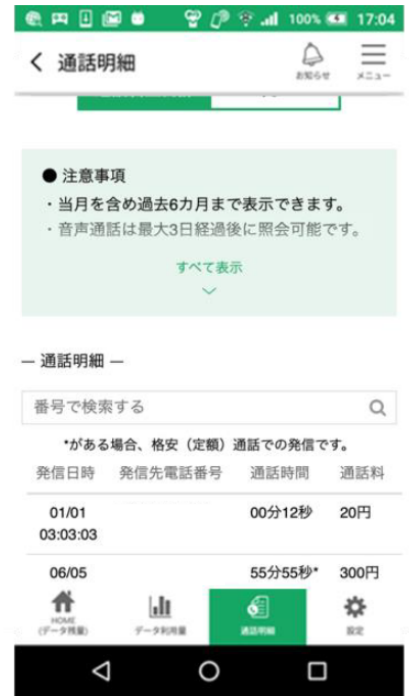 100% 17:04
通話明細
お知らせ
メニュー
● 注意事項
・当月を含め過去6カ月まで表示できます。
・音声通話は最大3日経過後に照会可能です。
すべて表示
— 通話明細 —
番号で検索する
*がある場合、格安（定額）通話での発信です。
発信日時 発信先電話番号 通話時間 通話料
01/01 00分12秒 20円
03:03:03
06/05 55分55秒* 300円
HOME
(データ残量)
データ利用量
通話明細
設定